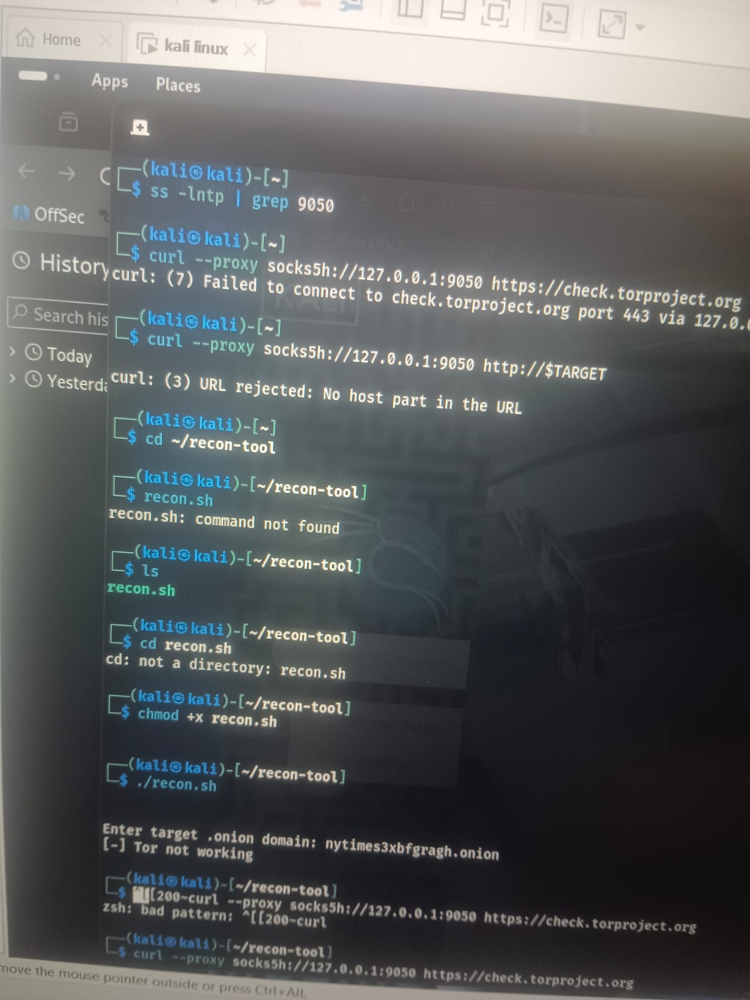 Home
kali linux
Apps Places
┌──(kali㉿kali)-[~]
└─$ ss -lntp | grep 9050
OffSec
┌──(kali㉿kali)-[~]
└─$ curl --proxy socks5h://127.0.0.1:9050 https://check.torproject.org
History
curl: (7) Failed to connect to check.torproject.org port 443 via 127.0.
Search his
┌──(kali㉿kali)-[~]
└─$ curl --proxy socks5h://127.0.0.1:9050 http://$TARGET
Today
Yesterda
curl: (3) URL rejected: No host part in the URL
┌──(kali㉿kali)-[~]
└─$ cd ~/recon-tool
┌──(kali㉿kali)-[~/recon-tool]
└─$ recon.sh
recon.sh: command not found
┌──(kali㉿kali)-[~/recon-tool]
└─$ ls
recon.sh
┌──(kali㉿kali)-[~/recon-tool]
└─$ cd recon.sh
cd: not a directory: recon.sh
┌──(kali㉿kali)-[~/recon-tool]
└─$ chmod +x recon.sh
┌──(kali㉿kali)-[~/recon-tool]
└─$ ./recon.sh
Enter target .onion domain: nytimes3xbfgragh.onion
[-] Tor not working
┌──(kali㉿kali)-[~/recon-tool]
└─$ ^[[200~curl --proxy socks5h://127.0.0.1:9050 https://check.torproject.org
zsh: bad pattern: ^[[200~curl
┌──(kali㉿kali)-[~/recon-tool]
└─$ curl --proxy socks5h://127.0.0.1:9050 https://check.torproject.org
move the mouse pointer outside or press Ctrl+Alt.